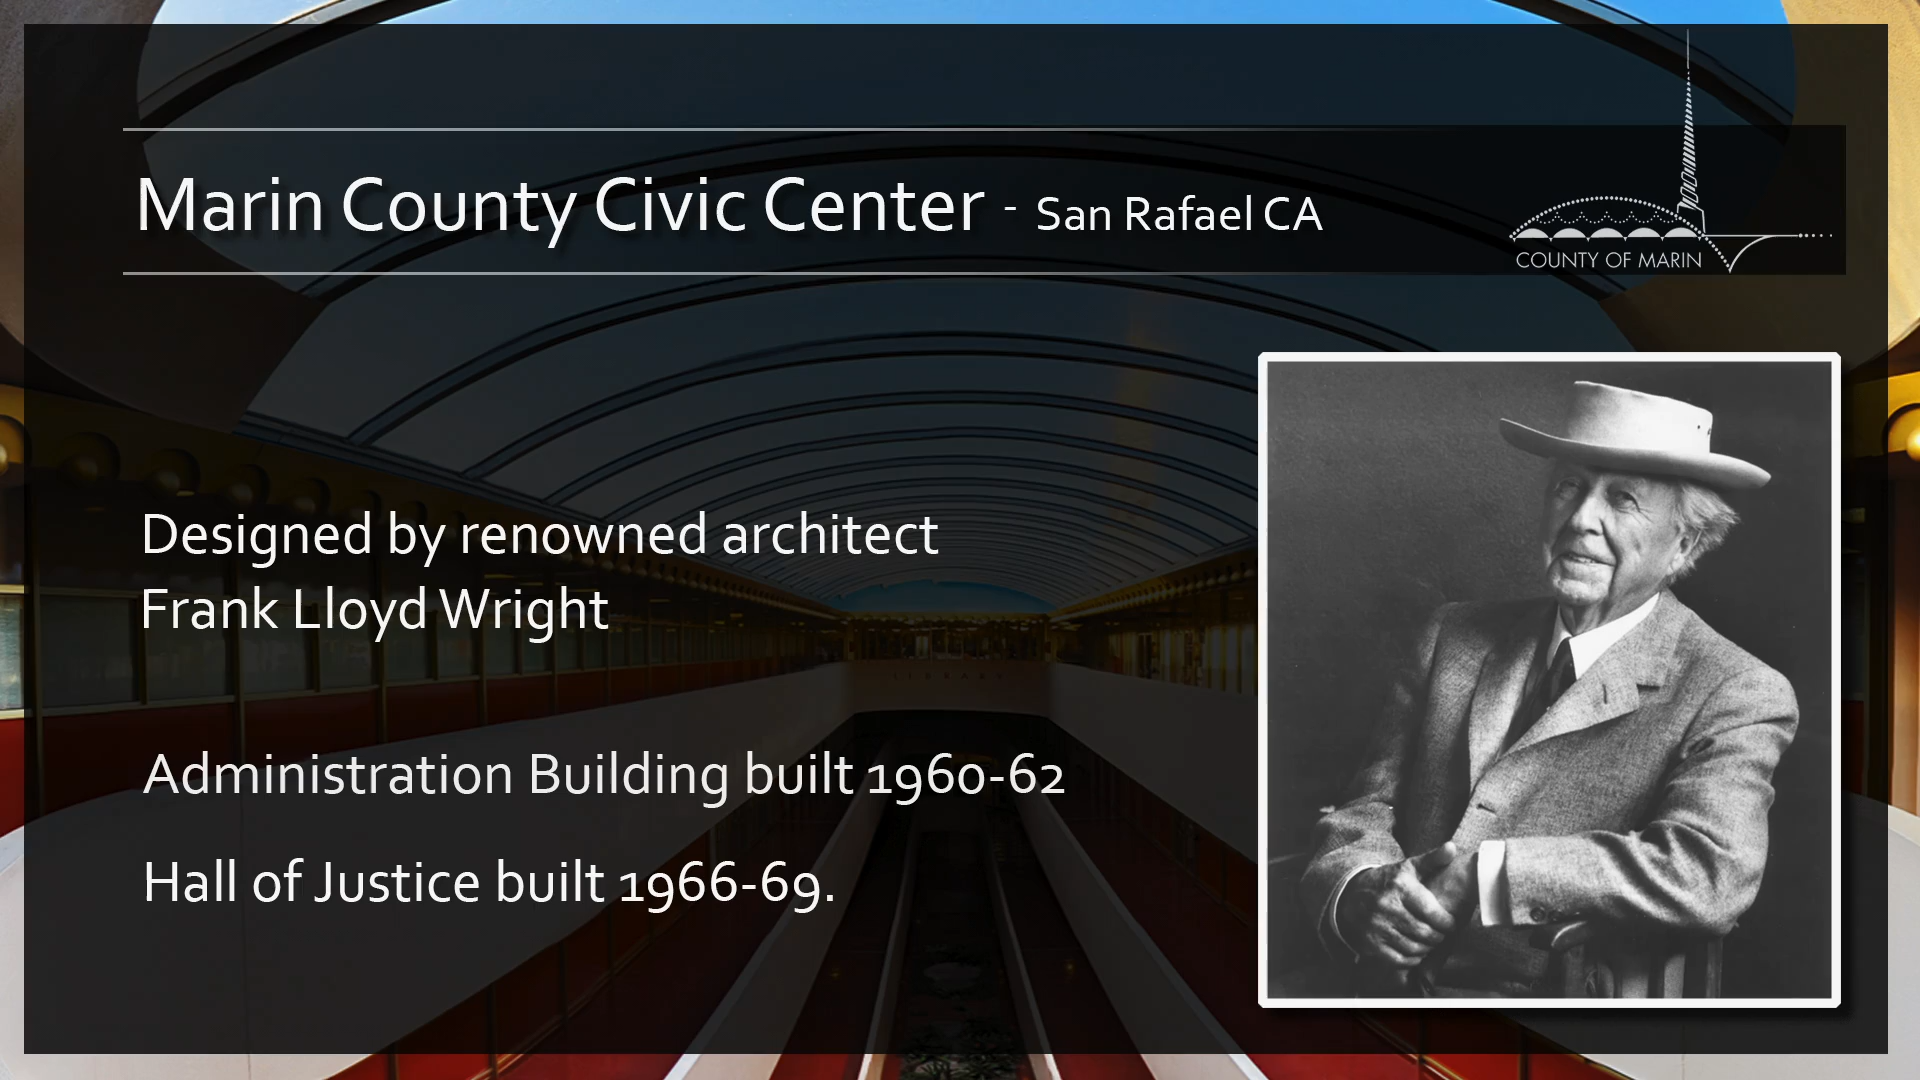 Marin County Civic Center - San Rafael CA
COUNTY OF MARIN
Designed by renowned architect
Frank Lloyd Wright
LIBRARY
Administration Building built 1960-62
Hall of Justice built 1966-69.